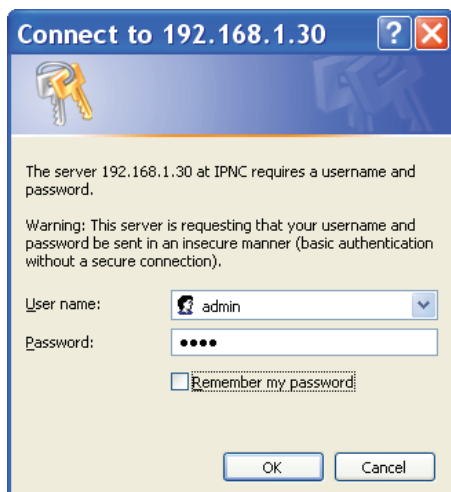 Connect to 192.168.1.30
The server 192.168.1.30 at IPNC requires a username and
password.
Warning: This server is requesting that your username and
password be sent in an insecure manner (basic authentication
without a secure connection).
User name:
admin
Password:
••••
Remember my password
OK
Cancel